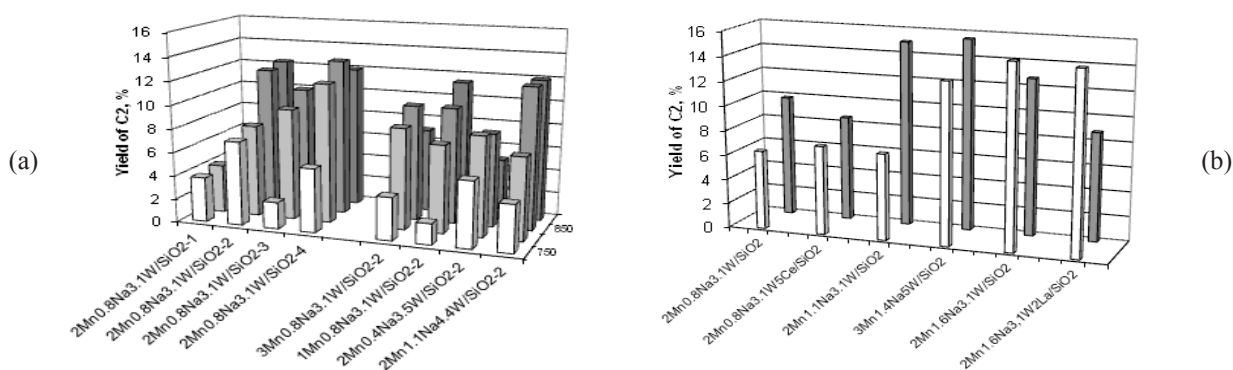 (a)
Yield of C2, %
16
14
12
10
8
6
4
2
0
850
750
2Mn0.8Na3.1W/SiO2-1
2Mn0.8Na3.1W/SiO2-2
2Mn0.8Na3.1W/SiO2-3
2Mn0.8Na3.1W/SiO2-4
3Mn0.8Na3.1W/SiO2-2
1Mn0.8Na3.1W/SiO2-2
2Mn0.4Na3.5W/SiO2-2
2Mn1.1Na4.4W/SiO2-2
(b)
Yield of C2, %
16
14
12
10
8
6
4
2
0
2Mn0.8Na3.1W/SiO2
2Mn0.8Na3.1W5Ce/SiO2
2Mn1.1Na3.1W/SiO2
3Mn1.4Na5W/SiO2
2Mn1.6Na3.1W/SiO2
2Mn1.6Na3,1W2La/SiO2